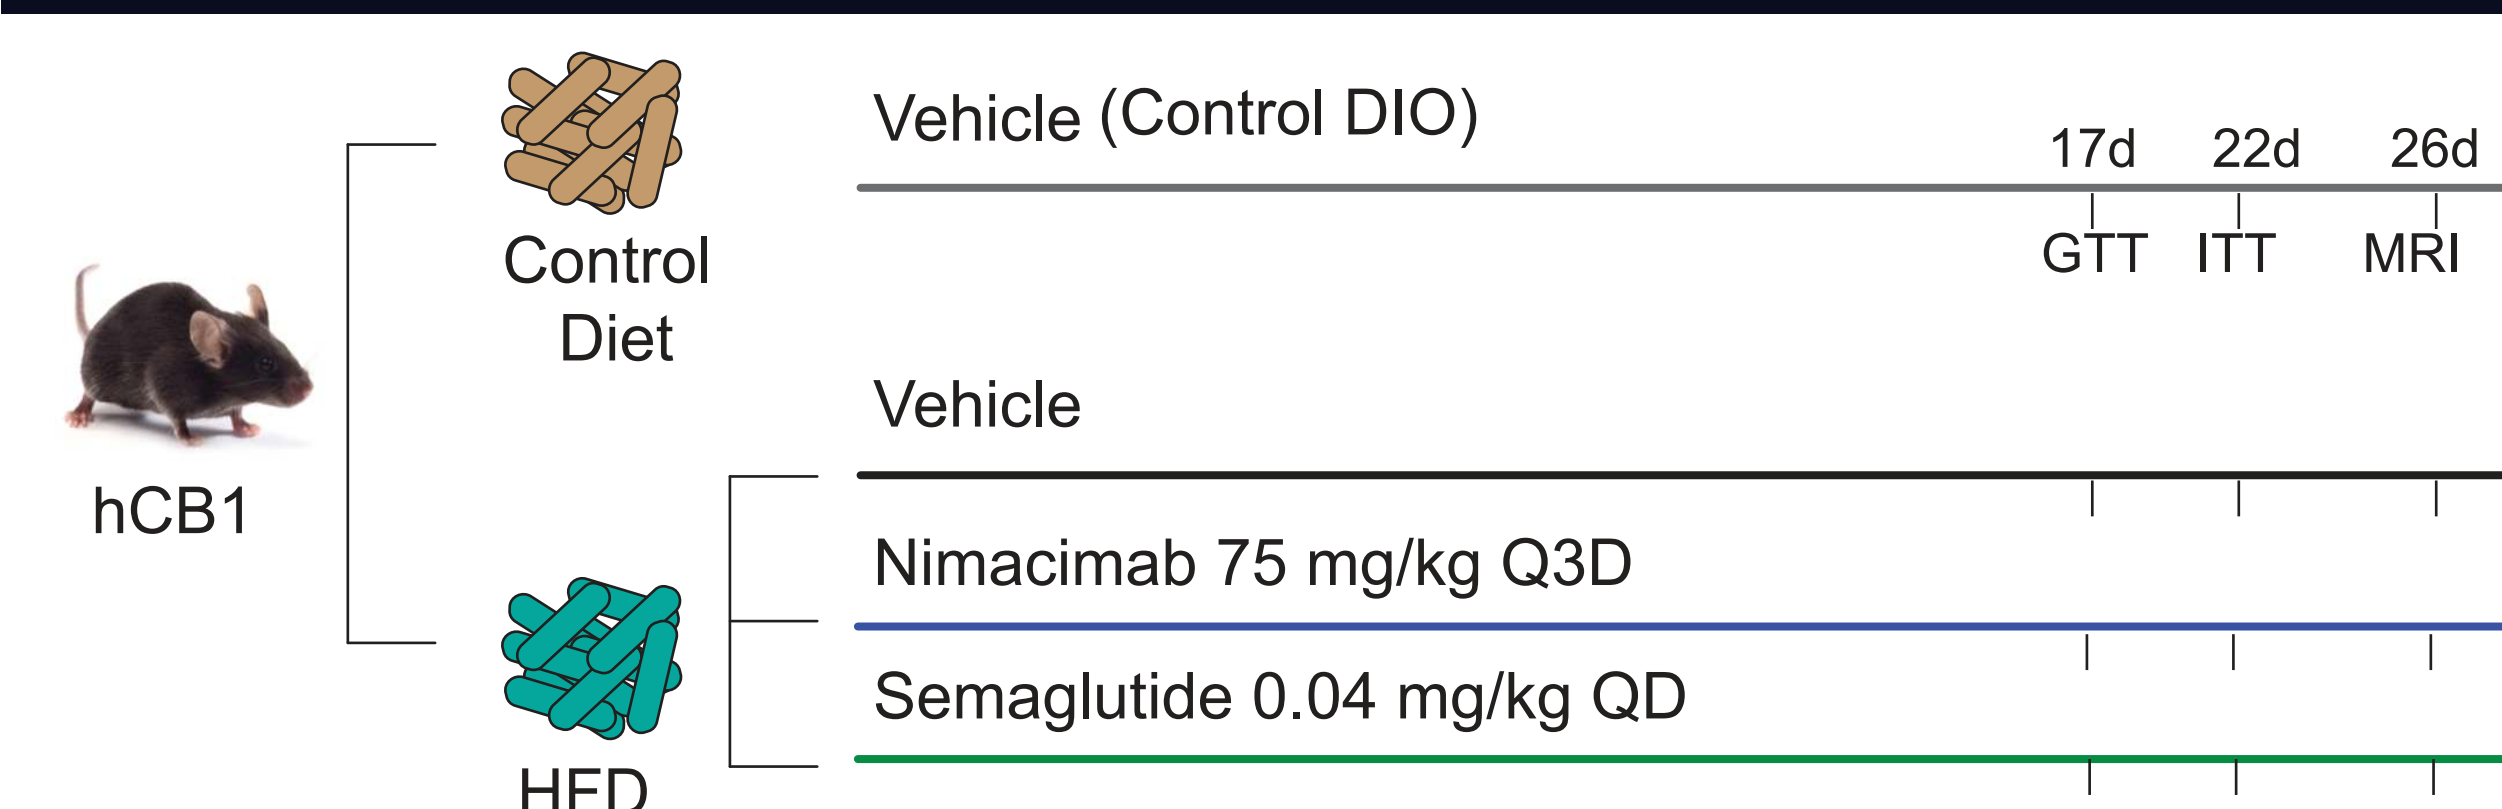 Vehicle (Control DIO)
17d 22d 26d
GTT ITT MRI
Control
Diet
Vehicle
hCB1
Nimacimab 75 mg/kg Q3D
Semaglutide 0.04 mg/kg QD
HFD